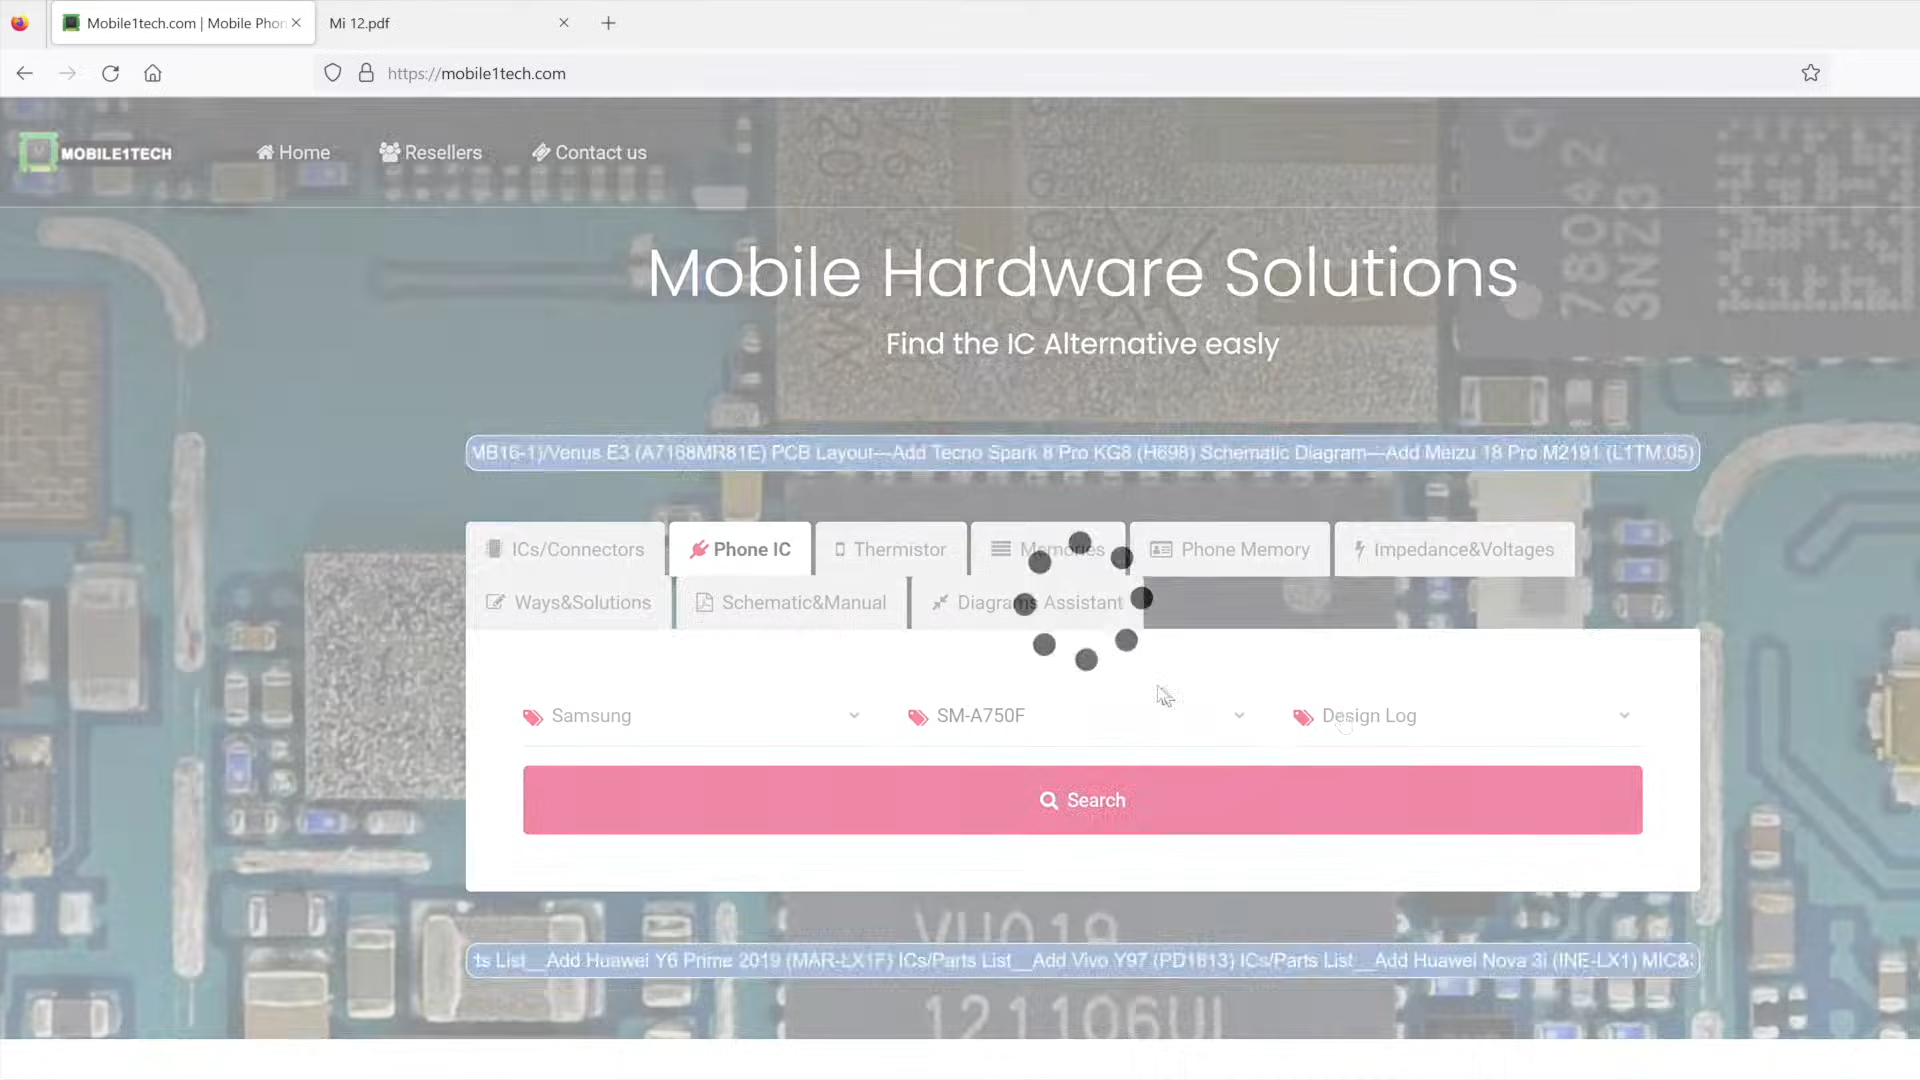 Mobile1tech.com | Mobile Phon
Mi 12.pdf
https://mobile1tech.com
MOBILE1TECH
Home
Resellers
Contact us
78042
3NZ3
Mobile Hardware Solutions
Find the IC Alternative easly
MB16-1)/Venus E3 (A7168MR81E) PCB Layout---Add Tecno Spark 8 Pro KG8 (H698) Schematic Diagram---Add Meizu 18 Pro M2191 (L1TM.05)
ICs/Connectors
Phone IC
Thermistor
Memories
Phone Memory
Impedance&Voltages
Ways&Solutions
Schematic&Manual
Diagrams Assistant
Samsung
SM-A750F
Design Log
Search
ts List__Add Huawei Y6 Prime 2019 (MAR-LX1F) ICs/Parts List__Add Vivo Y97 (PD1813) ICs/Parts List__Add Huawei Nova 3i (INE-LX1) MIC&